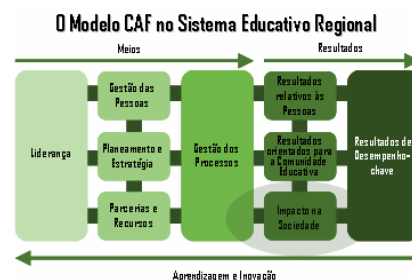 O Modelo CAF no Sistema Educativo Regional
Meios
Resultados
Liderança
Gestão das
Pessoas
Planeamento e
Estratégia
Parcerias e
Recursos
Gestão dos
Processos
Resultados
relativos às
Pessoas
Resultados
orientados para
a Comunidade
Educativa
Impacto na
Sociedade
Resultados de
Desempenho-
chave
Aprendizagem e Inovação